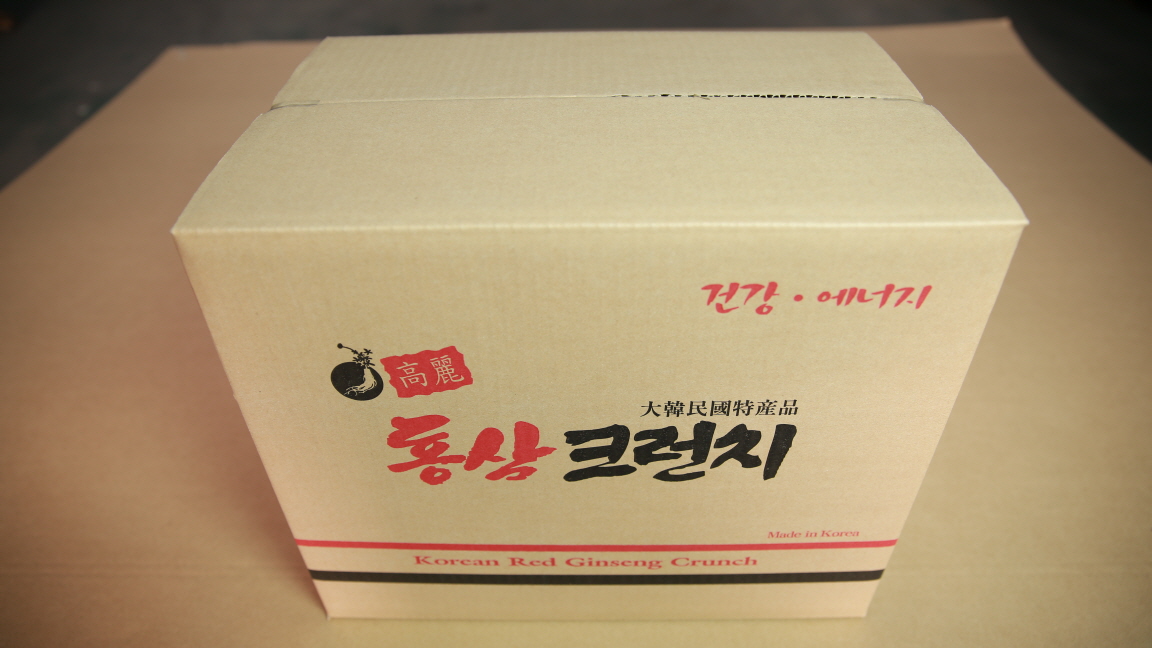 건강·에너지
高麗
大韓民國特産品
홍삼크런치
Made in Korea
Korean Red Ginseng Crunch